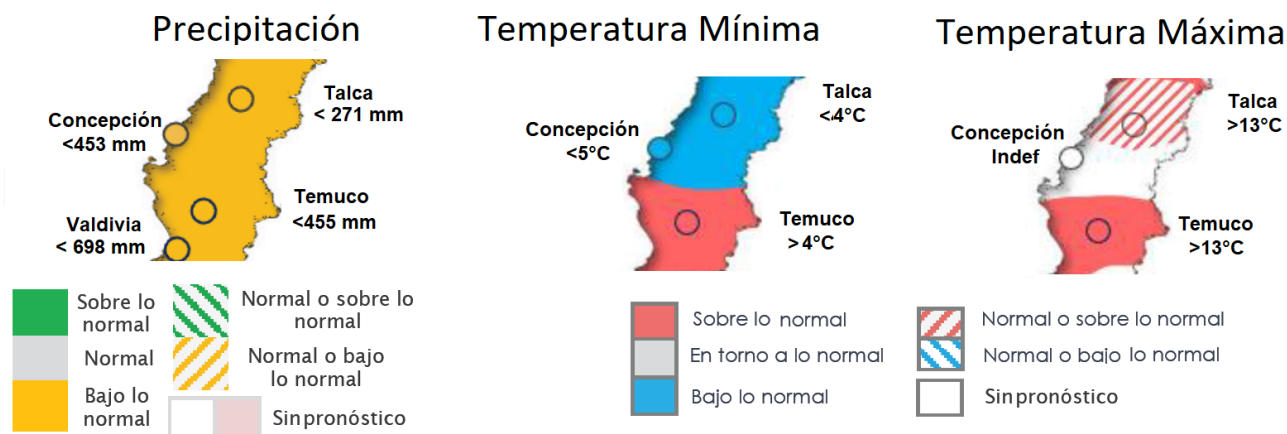 Precipitación
Talca
< 271 mm
Concepción
<453 mm
Temuco
<455 mm
Valdivia
< 698 mm
Sobre lo
normal
Normal
Bajo lo
normal
Normal o sobre lo
normal
Normal o bajo
lo normal
Sin pronóstico
Temperatura Mínima
Talca
<4°C
Concepción
<5°C
Temuco
>4°C
Sobre lo normal
En torno a lo normal
Bajo lo normal
Temperatura Máxima
Talca
>13°C
Concepción
Indef
Temuco
>13°C
Normal o sobre lo normal
Normal o bajo lo normal
Sin pronóstico